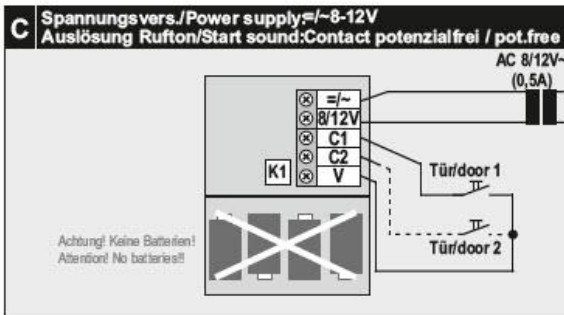 C
Spannungsvers./Power supply:=/~8-12V
Auslösung Rufton/Start sound:Contact potenzialfrei / pot.free
AC 8/12V~
(0,5A)
=/~
8/12V
C1
C2
V
K1
Tür/door 1
Tür/door 2
Achtung! Keine Batterien!
Attention! No batteries!!